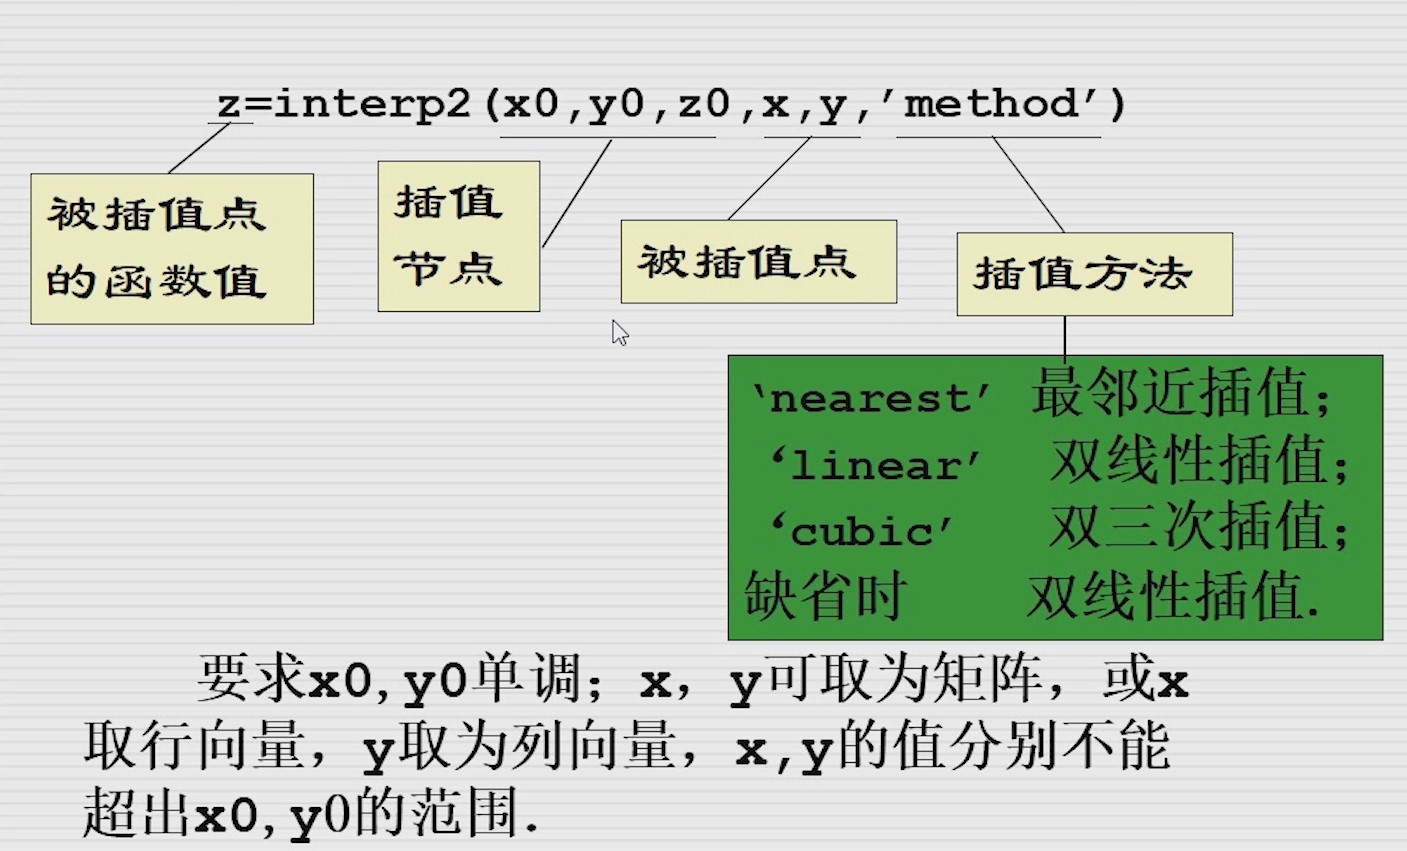 z=interp2(x0,y0,z0,x,y,’method’)
被插值点
的函数值
插值
节点
被插值点
插值方法
‘nearest’ 最邻近插值；
‘linear’ 双线性插值；
‘cubic’ 双三次插值；
缺省时 双线性插值.
要求x0,y0单调；x，y可取为矩阵，或x
取行向量，y取为列向量，x,y的值分别不能
超出x0,y0的范围.